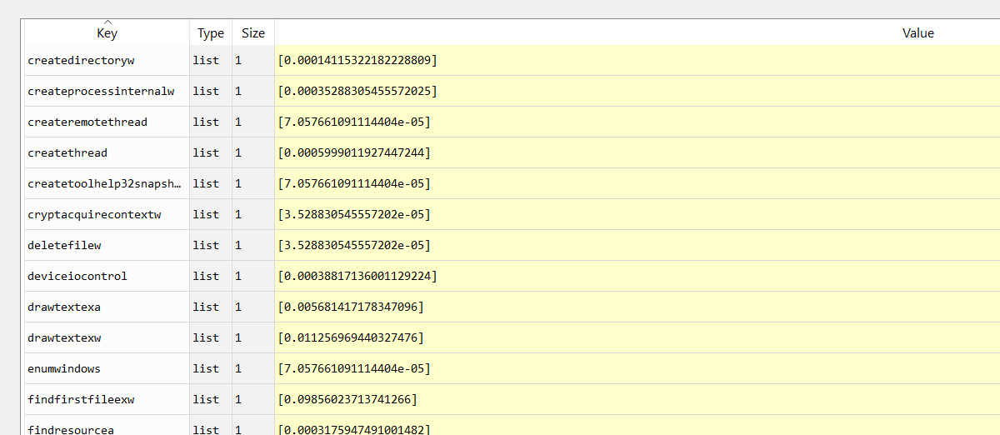 Key Type Size Value
createdirectoryw list 1 [0.00014115322182228809]
createprocessinternalw list 1 [0.00035288305455572025]
createremotethread list 1 [7.057661091114404e-05]
createthread list 1 [0.0005999011927447244]
createtoolhelp32snapsh… list 1 [7.057661091114404e-05]
cryptacquirecontextw list 1 [3.528830545557202e-05]
deletefilew list 1 [3.528830545557202e-05]
deviceiocontrol list 1 [0.00038817136001129224]
drawtextexa list 1 [0.005681417178347096]
drawtextexw list 1 [0.011256969440327476]
enumwindows list 1 [7.057661091114404e-05]
findfirstfileexw list 1 [0.09856023713741266]
findresourcea list 1 [0.0003175947491001482]